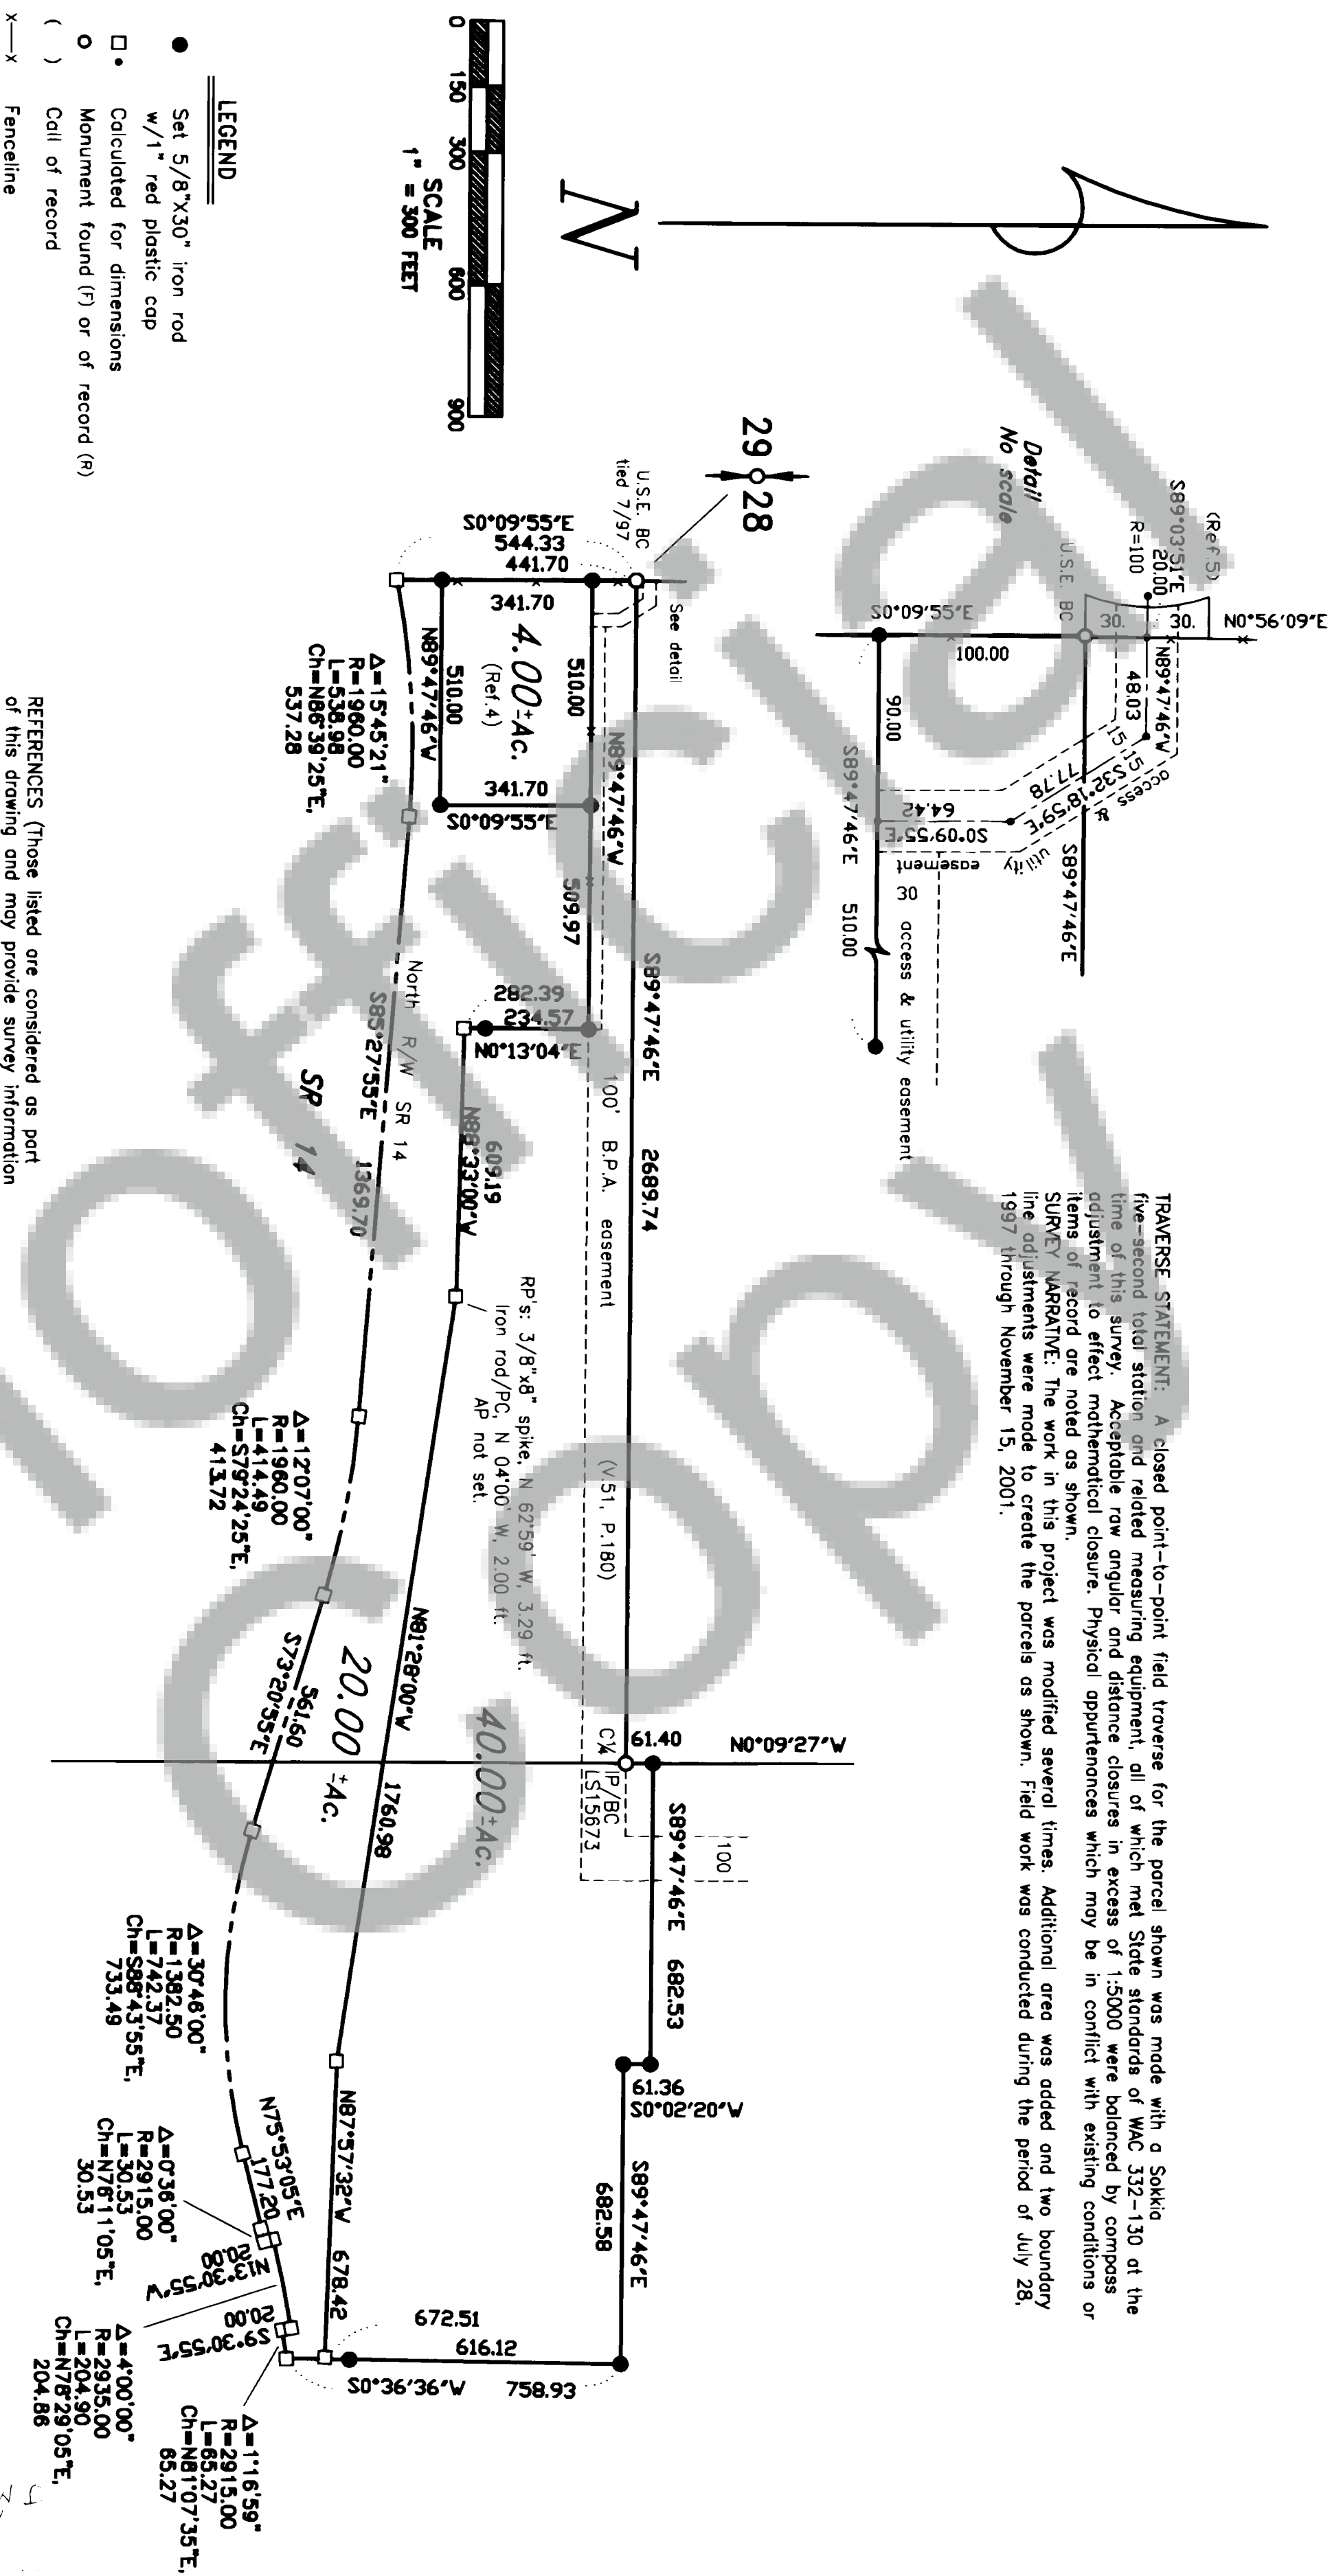 TRAVERSE STATEMENT: A closed point-to-point field traverse for the parcel shown was made with a Sokkia
five-second total station and related measuring equipment, all of which met State standards of WAC 332-130 at the
time of this survey. Acceptable raw angular and distance closures in excess of 1:5000 were balanced by compass
adjustment to effect mathematical closure. Physical appurtenances which may be in conflict with existing conditions or
items of record are noted as shown.
SURVEY NARRATIVE: The work in this project was modified several times. Additional area was added and two boundary
line adjustments were made to create the parcels as shown. Field work was conducted during the period of July 28,
1997 through November 15, 2001.
(Ref.5)
S89°03'51"E
20.00
R=100
30.
30.
N0°56'09"E
N89°47'46"W
48.03
U.S.E. BC
S0°09'55"E
100.00
15
15
S32°18'59"E
77.78
access &
utility
easement
S89°47'46"E
90.00
64.42
S0°09'55"E
S89°47'46"E 510.00
30 access & utility easement
Detail
No scale
N
29 28
U.S.E. BC
tied 7/97
See detail
S0°09'55"E
544.33
441.70
341.70
510.00
4.00±Ac.
(Ref.4)
510.00
N89°47'46"W
341.70
S0°09'55"E
N89°47'46"W
509.97
S89°47'46"E 2689.74
282.39
234.57
N0°13'04"E
100' B.P.A. easement (V.51, P.180)
609.19
N88°33'00"W
RP's: 3/8"x8" spike, N 62°59' W, 3.29 ft.
Iron rod/PC, N 04°00' W, 2.00 ft.
AP not set.
61.40
N0°09'27"W
C¼
IP/BC
LS15673
100
S89°47'46"E 682.53
61.36
S0°02'20"W
S89°47'46"E
682.58
40.00±Ac.
N81°28'00"W 1760.98
20.00 ±Ac.
N87°57'32"W 678.42
672.51
616.12
S0°36'36"W 758.93
Δ=15°45'21"
R=1960.00
L=538.98
Ch=N86°39'25"E,
537.28
North R/W SR 14
S85°27'55"E 1369.70
SR 14
Δ=12°07'00"
R=1960.00
L=414.49
Ch=S79°24'25"E,
413.72
561.60
S73°20'55"E
Δ=30°46'00"
R=1382.50
L=742.37
Ch=S88°43'55"E,
733.49
N75°53'05"E
177.20
Δ=0°36'00"
R=2915.00
L=30.53
Ch=N76°11'05"E,
30.53
N13°30'55"W
20.00
Δ=4°00'00"
R=2935.00
L=204.90
Ch=N78°29'05"E,
204.86
S9°30'55"E
20.00
Δ=1°16'59"
R=2915.00
L=65.27
Ch=N81°07'35"E,
65.27
0 150 300 600 900
SCALE
1" = 300 FEET
LEGEND
Set 5/8"X30" iron rod
w/1" red plastic cap
Calculated for dimensions
Monument found (F) or of record (R)
( ) Call of record
x——x Fenceline
REFERENCES (Those listed are considered as part
of this drawing and may provide survey information
official
Copy